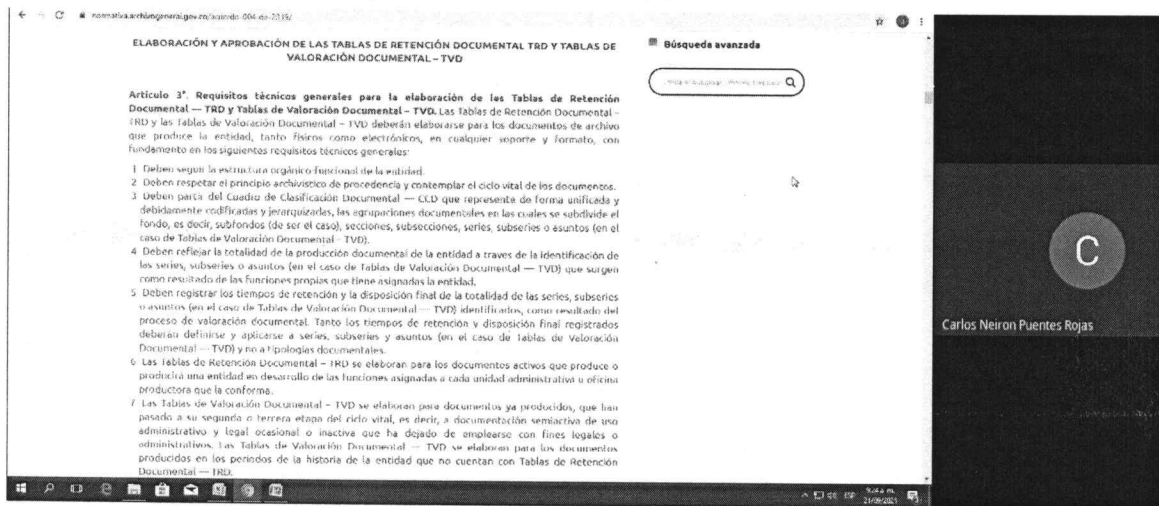 normativa.archivogeneral.gov.co/acuerdo-004-de-2019/
ELABORACIÓN Y APROBACIÓN DE LAS TABLAS DE RETENCIÓN DOCUMENTAL TRD Y TABLAS DE
VALORACIÓN DOCUMENTAL – TVD
Búsqueda avanzada
Artículo 3°. Requisitos técnicos generales para la elaboración de las Tablas de Retención
Documental — TRD y Tablas de Valoración Documental – TVD. Las Tablas de Retención Documental –
TRD y las Tablas de Valoración Documental – TVD deberán elaborarse para los documentos de archivo
que produce la entidad, tanto físicos como electrónicos, en cualquier soporte y formato, con
fundamento en los siguientes requisitos técnicos generales:
1 Deben seguir la estructura orgánico funcional de la entidad.
2 Deben respetar el principio archivístico de procedencia y contemplar el ciclo vital de los documentos.
3 Deben partir del Cuadro de Clasificación Documental — CCD que represente de forma unificada y
debidamente codificadas y jerarquizadas, las agrupaciones documentales en las cuales se subdivide el
fondo, es decir, subfondos (de ser el caso), secciones, subsecciones, series, subseries o asuntos (en el
caso de Tablas de Valoración Documental - TVD).
4 Deben reflejar la totalidad de la producción documental de la entidad a traves de la identificación de
las series, subseries o asuntos (en el caso de Tablas de Valoración Documental — TVD) que surgen
como resultado de las funciones propias que tiene asignadas la entidad.
5 Deben registrar los tiempos de retención y la disposición final de la totalidad de las series, subseries
o asuntos (en el caso de Tablas de Valoración Documental — TVD) identificados, como resultado del
proceso de valoración documental. Tanto los tiempos de retención y disposición final registrados
deberán definirse y aplicarse a series, subseries y asuntos (en el caso de Tablas de Valoración
Documental — TVD) y no a tipologías documentales.
6 Las Tablas de Retención Documental – TRD se elaboran para los documentos activos que produce o
producirá una entidad en desarrollo de las funciones asignadas a cada unidad administrativa u oficina
productora que la conforma.
7 Las Tablas de Valoración Documental – TVD se elaboran para documentos ya producidos, que han
pasado a su segunda o tercera etapa del ciclo vital, es decir, a documentación semiactiva de uso
administrativo y legal ocasional o inactiva que ha dejado de emplearse con fines legales o
administrativos. Las Tablas de Valoración Documental — TVD se elaboran para los documentos
producidos en los periodos de la historia de la entidad que no cuentan con Tablas de Retención
Documental — TRD.
C
Carlos Neiron Puentes Rojas
ESP
9:24 a. m.
21/09/2021